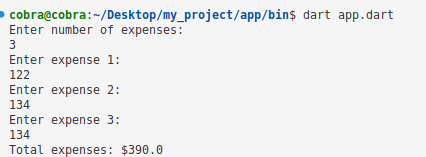 cobra@cobra:~/Desktop/my_project/app/bin$ dart app.dart
Enter number of expenses:
3
Enter expense 1:
122
Enter expense 2:
134
Enter expense 3:
134
Total expenses: $390.0